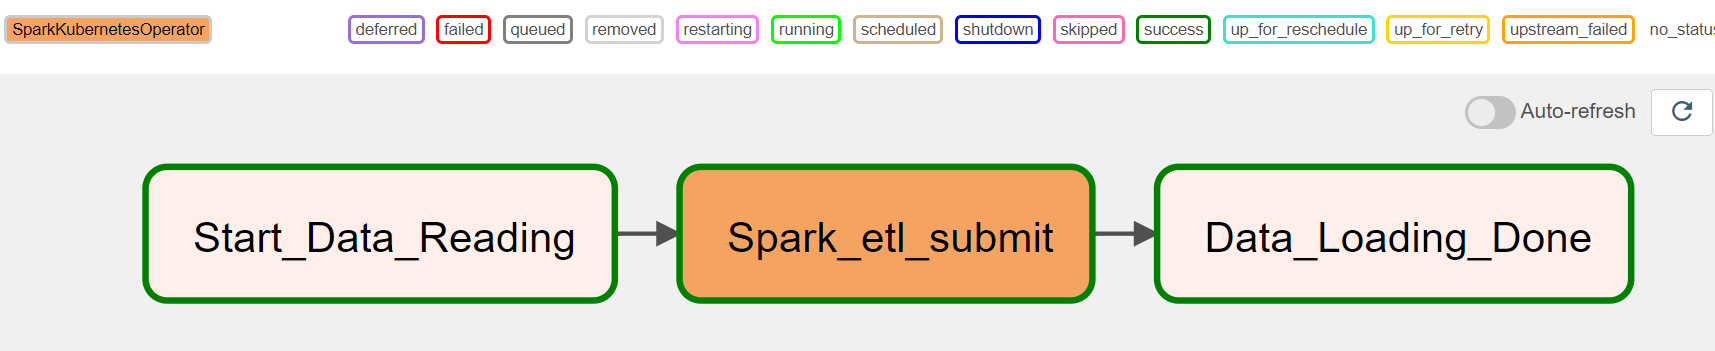 SparkKubernetesOperator deferred failed queued removed restarting running scheduled shutdown skipped success up_for_reschedule up_for_retry upstream_failed no_status
Auto-refresh
Start_Data_Reading Spark_etl_submit Data_Loading_Done